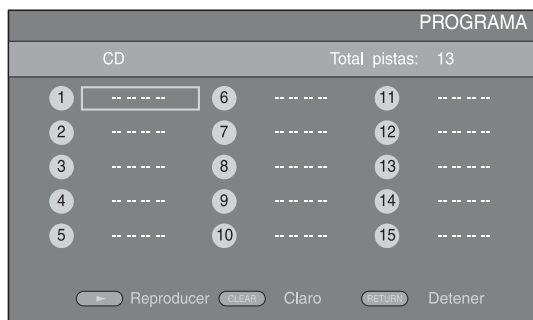 PROGRAMA
CD Total pistas: 13
1 -- -- -- -- 6 -- -- -- -- 11 -- -- -- --
2 -- -- -- -- 7 -- -- -- -- 12 -- -- -- --
3 -- -- -- -- 8 -- -- -- -- 13 -- -- -- --
4 -- -- -- -- 9 -- -- -- -- 14 -- -- -- --
5 -- -- -- -- 10 -- -- -- -- 15 -- -- -- --
Reproducer CLEAR Claro RETURN Detener